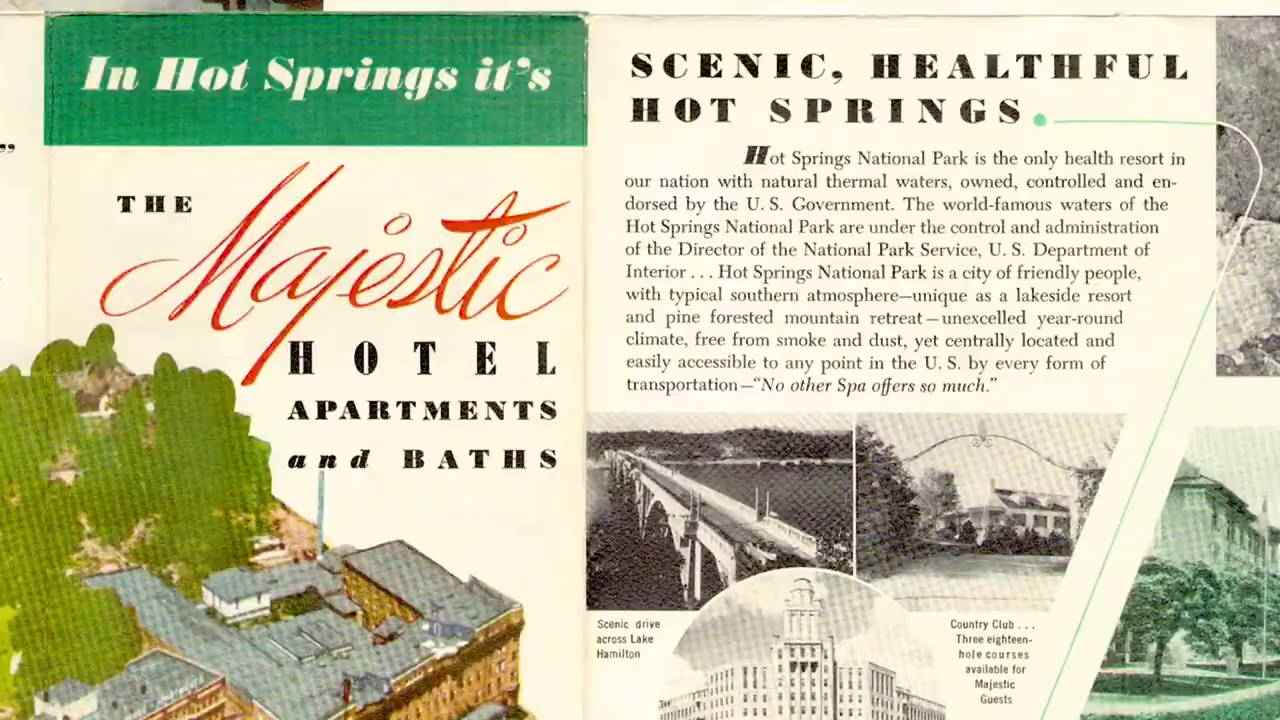 ”
In Hot Springs it’s
THE
Majestic
HOTEL
APARTMENTS
and BATHS
SCENIC, HEALTHFUL
HOT SPRINGS.
Hot Springs National Park is the only health resort in
our nation with natural thermal waters, owned, controlled and en-
dorsed by the U. S. Government. The world-famous waters of the
Hot Springs National Park are under the control and administration
of the Director of the National Park Service, U. S. Department of
Interior . . . Hot Springs National Park is a city of friendly people,
with typical southern atmosphere—unique as a lakeside resort
and pine forested mountain retreat—unexcelled year-round
climate, free from smoke and dust, yet centrally located and
easily accessible to any point in the U. S. by every form of
transportation—“No other Spa offers so much.”
Scenic drive
across Lake
Hamilton
Country Club . . .
Three eighteen-
hole courses
available for
Majestic
Guests